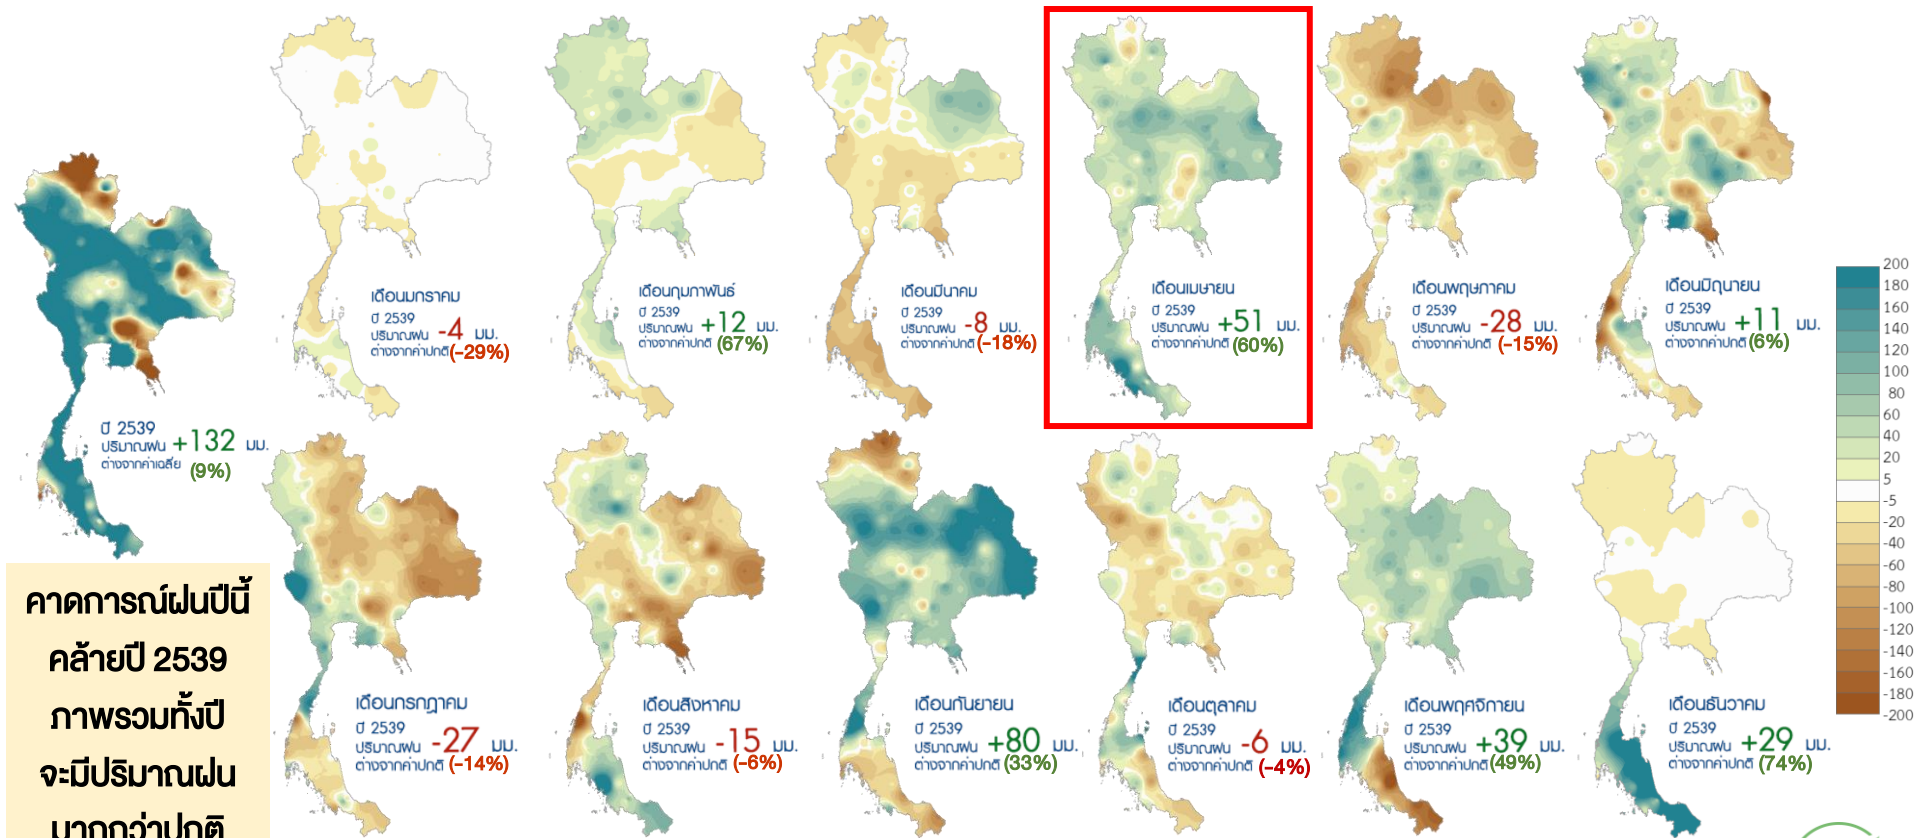 ปี 2539
ปริมาณฝน +132 มม.
ต่างจากค่าเฉลี่ย (9%)
คาดการณ์ฝนปีนี้
คล้ายปี 2539
ภาพรวมทั้งปี
จะมีปริมาณฝน
มากกว่าปกติ
เดือนมกราคม
ปี 2539
ปริมาณฝน -4 มม.
ต่างจากค่าปกติ (-29%)
เดือนกุมภาพันธ์
ปี 2539
ปริมาณฝน +12 มม.
ต่างจากค่าปกติ (67%)
เดือนมีนาคม
ปี 2539
ปริมาณฝน -8 มม.
ต่างจากค่าปกติ (-18%)
เดือนเมษายน
ปี 2539
ปริมาณฝน +51 มม.
ต่างจากค่าปกติ (60%)
เดือนพฤษภาคม
ปี 2539
ปริมาณฝน -28 มม.
ต่างจากค่าปกติ (-15%)
เดือนมิถุนายน
ปี 2539
ปริมาณฝน +11 มม.
ต่างจากค่าปกติ (6%)
เดือนกรกฎาคม
ปี 2539
ปริมาณฝน -27 มม.
ต่างจากค่าปกติ (-14%)
เดือนสิงหาคม
ปี 2539
ปริมาณฝน -15 มม.
ต่างจากค่าปกติ (-6%)
เดือนกันยายน
ปี 2539
ปริมาณฝน +80 มม.
ต่างจากค่าปกติ (33%)
เดือนตุลาคม
ปี 2539
ปริมาณฝน -6 มม.
ต่างจากค่าปกติ (-4%)
เดือนพฤศจิกายน
ปี 2539
ปริมาณฝน +39 มม.
ต่างจากค่าปกติ (49%)
เดือนธันวาคม
ปี 2539
ปริมาณฝน +29 มม.
ต่างจากค่าปกติ (74%)
200
180
160
140
120
100
80
60
40
20
5
-5
-20
-40
-60
-80
-100
-120
-140
-160
-180
-200